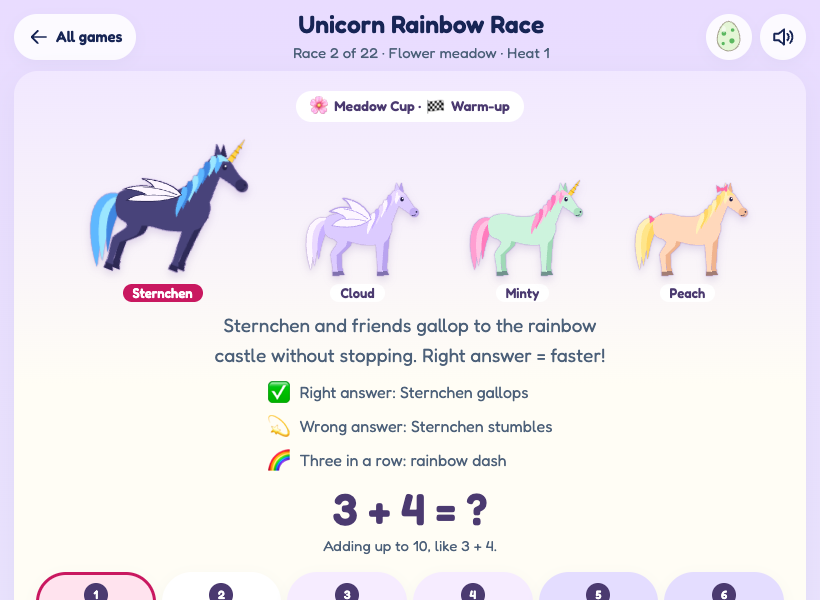 All games
Unicorn Rainbow Race
Race 2 of 22 · Flower meadow · Heat 1
Meadow Cup · Warm-up
Sternchen
Cloud
Minty
Peach
Sternchen and friends gallop to the rainbow
castle without stopping. Right answer = faster!
Right answer: Sternchen gallops
Wrong answer: Sternchen stumbles
Three in a row: rainbow dash
3 + 4 = ?
Adding up to 10, like 3 + 4.
1 2 3 4 5 6